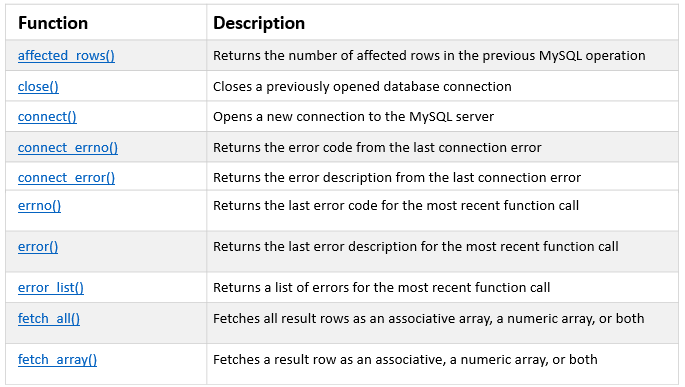 Function Description
affected_rows() Returns the number of affected rows in the previous MySQL operation
close() Closes a previously opened database connection
connect() Opens a new connection to the MySQL server
connect_errno() Returns the error code from the last connection error
connect_error() Returns the error description from the last connection error
errno() Returns the last error code for the most recent function call
error() Returns the last error description for the most recent function call
error_list() Returns a list of errors for the most recent function call
fetch_all() Fetches all result rows as an associative array, a numeric array, or both
fetch_array() Fetches a result row as an associative, a numeric array, or both